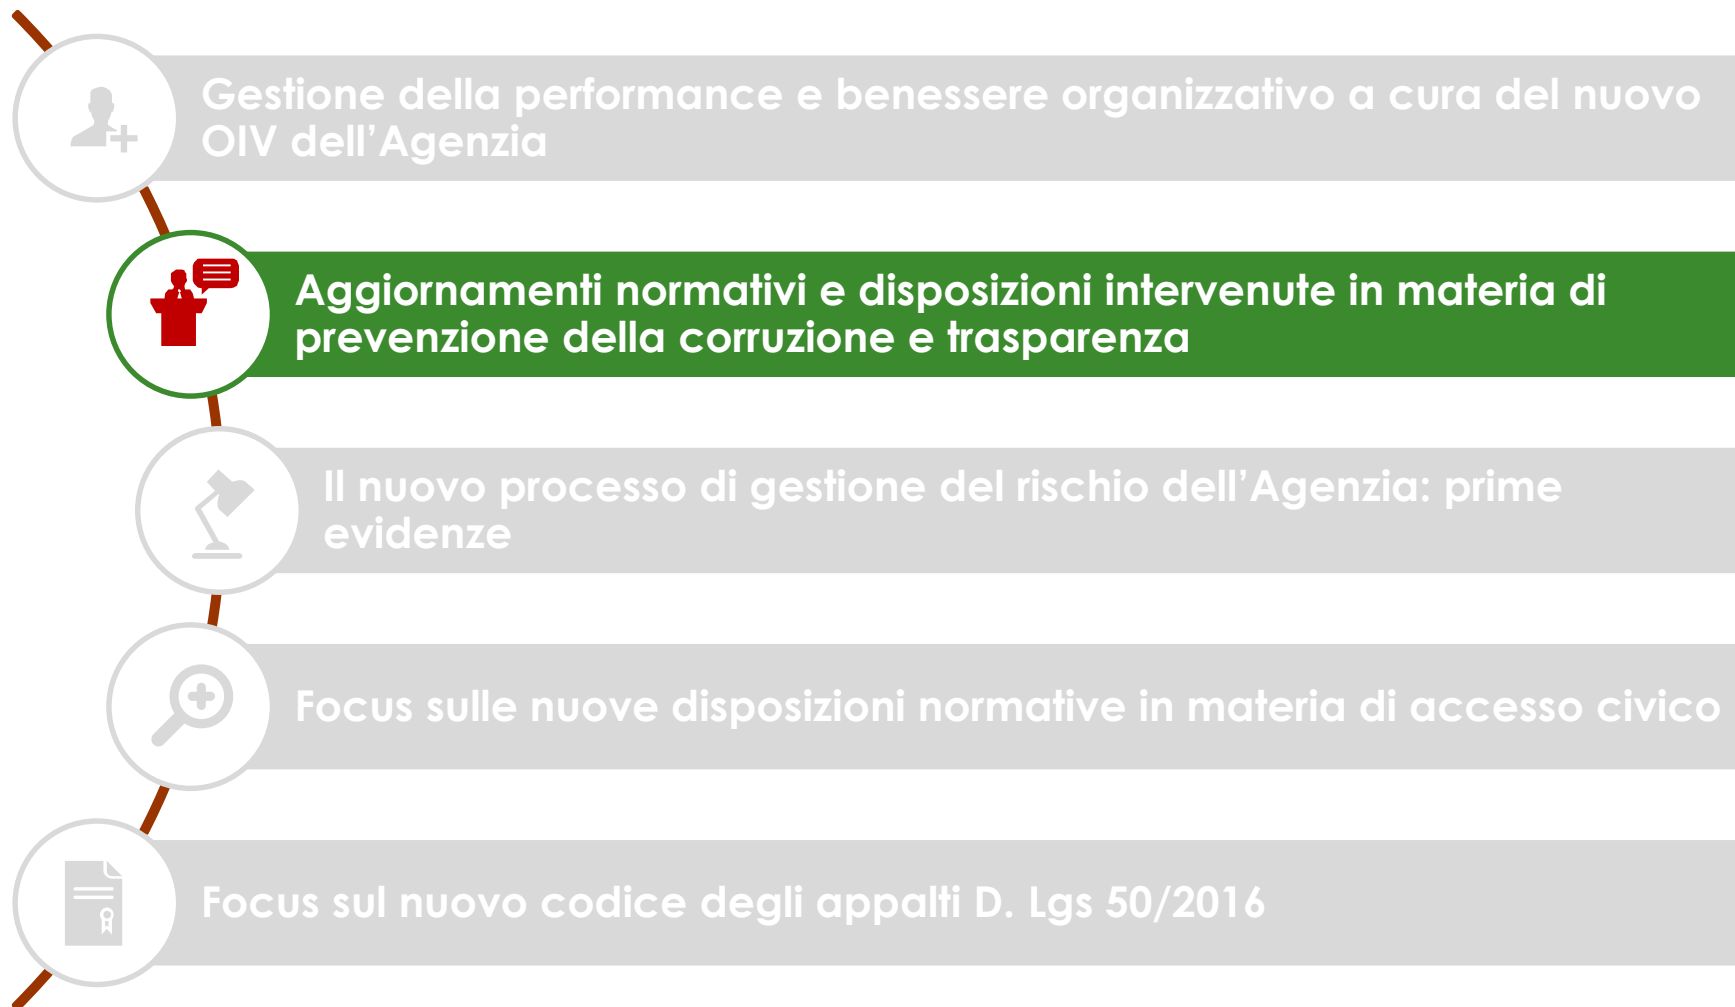 Gestione della performance e benessere organizzativo a cura del nuovo
OIV dell’Agenzia
Aggiornamenti normativi e disposizioni intervenute in materia di
prevenzione della corruzione e trasparenza
Il nuovo processo di gestione del rischio dell’Agenzia: prime
evidenze
Focus sulle nuove disposizioni normative in materia di accesso civico
Focus sul nuovo codice degli appalti D. Lgs 50/2016